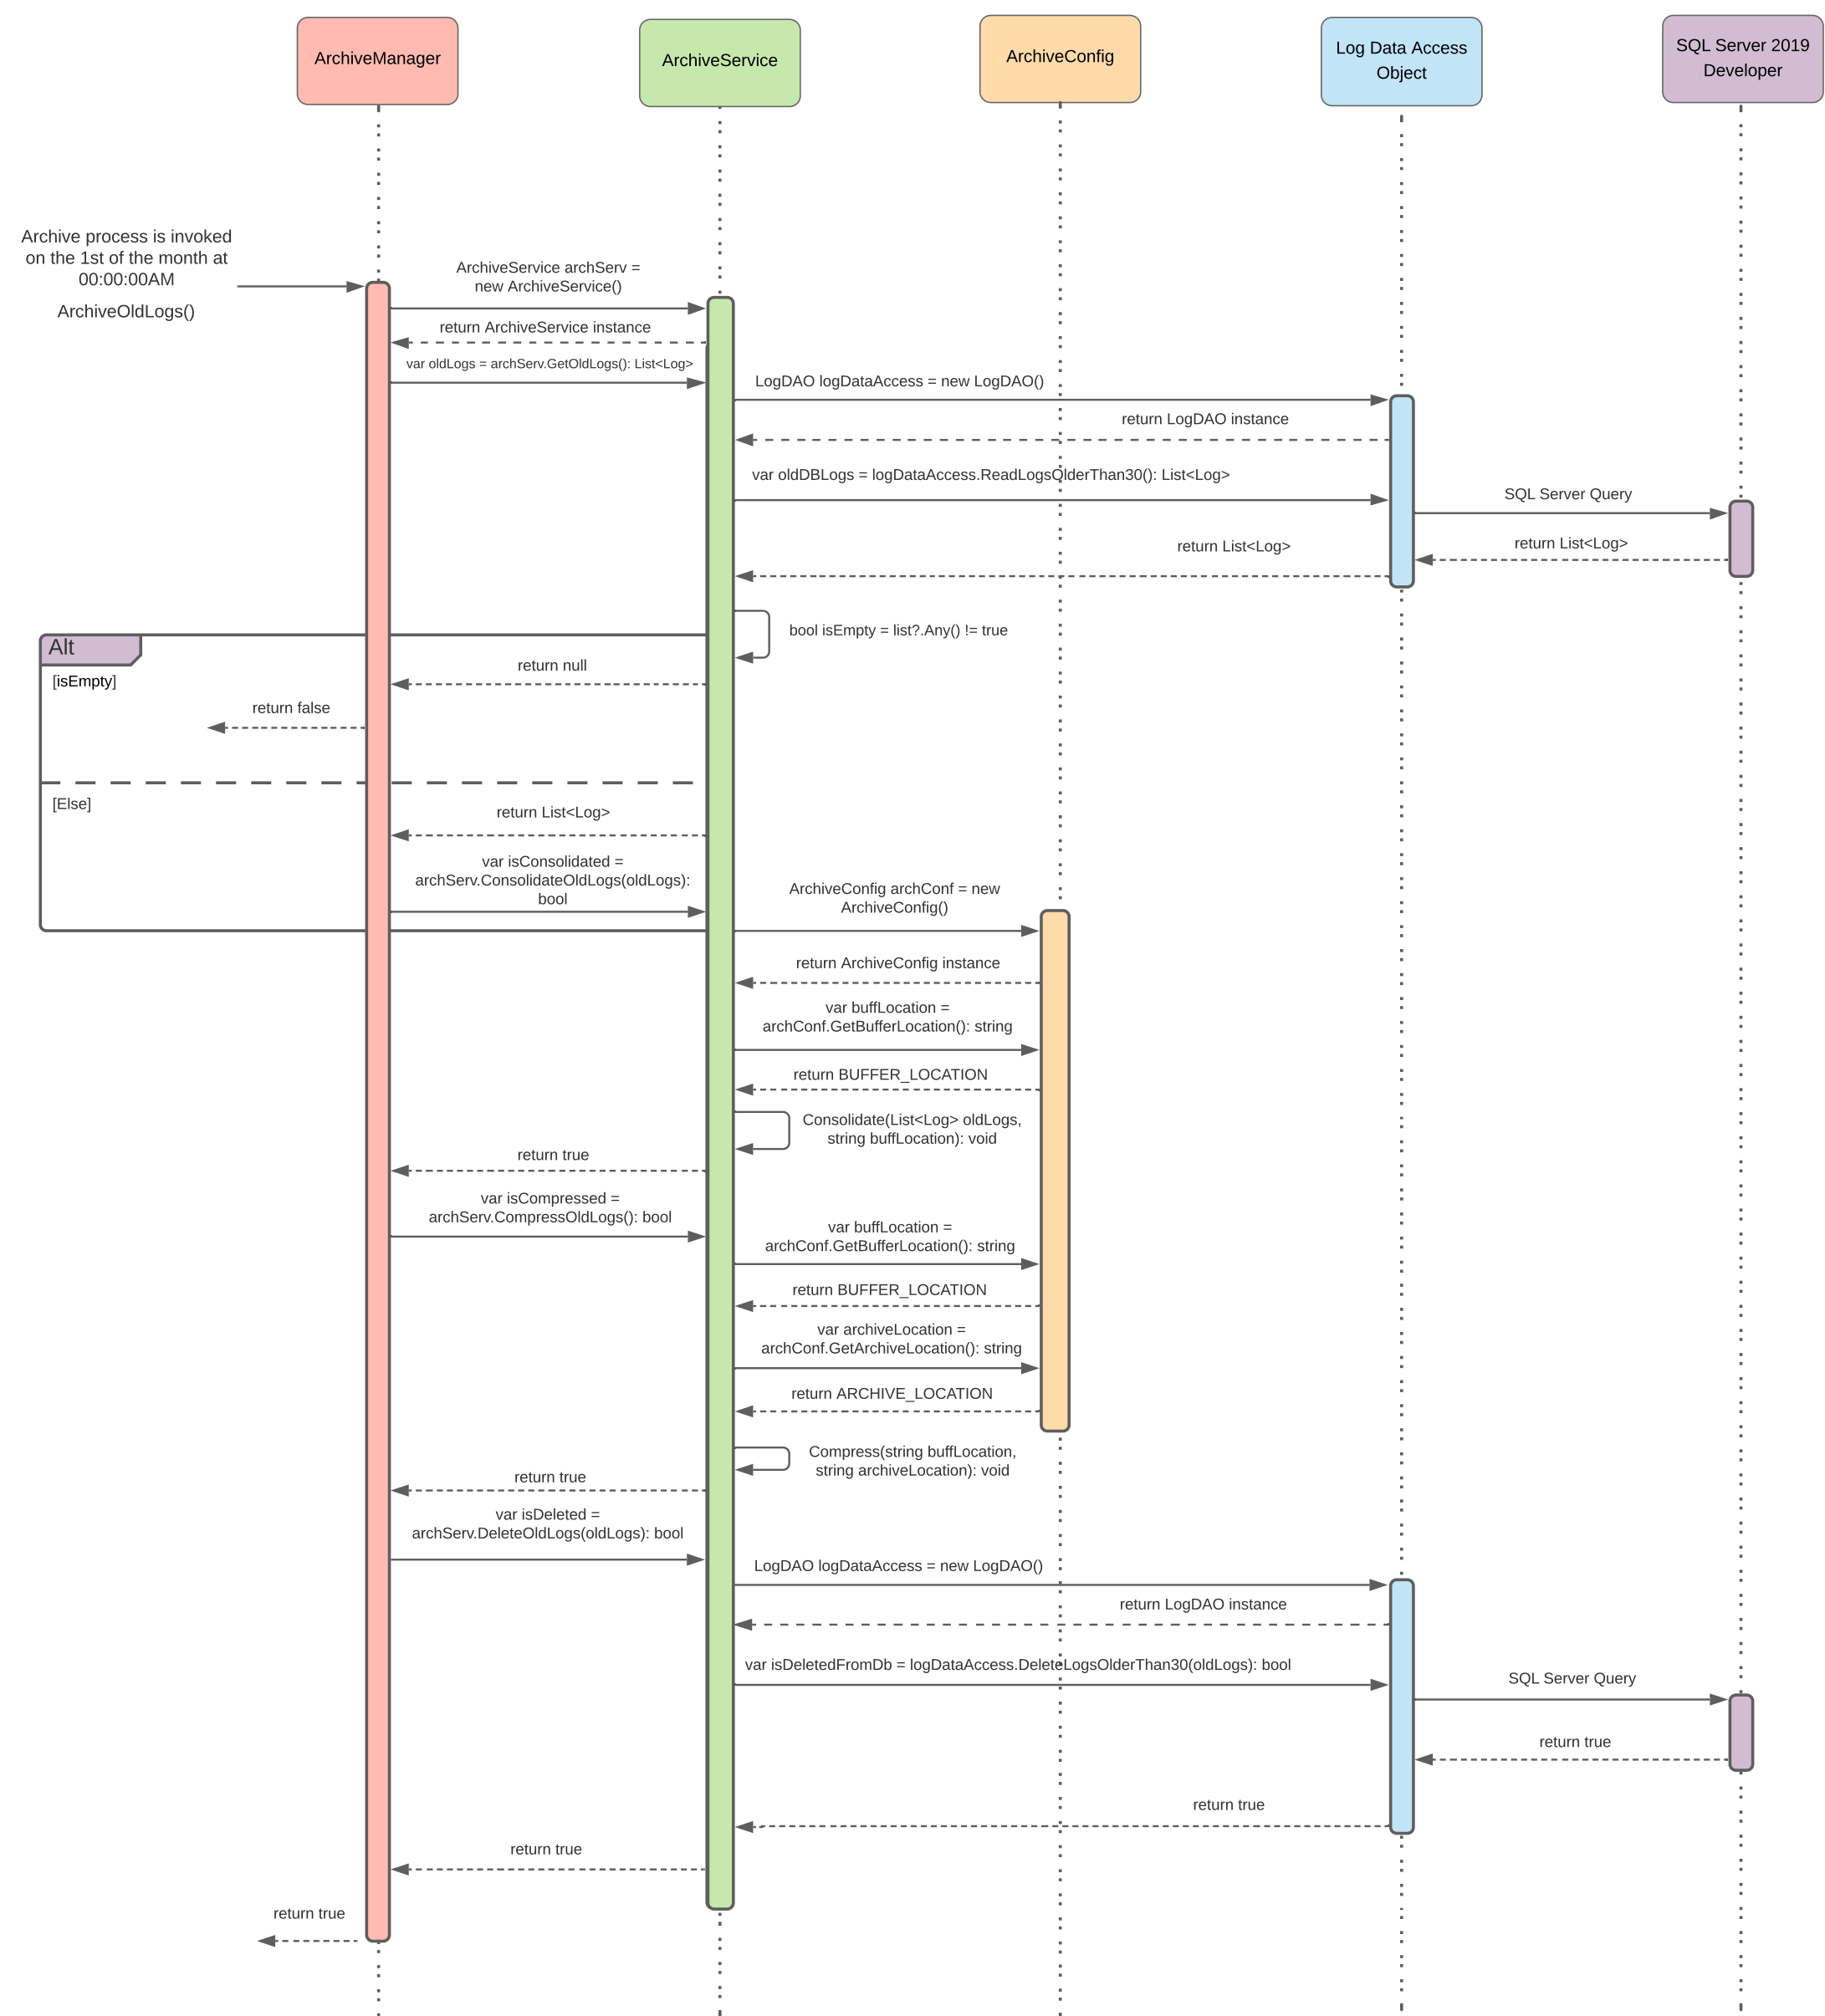 ArchiveManager
ArchiveService
ArchiveConfig
Log Data Access
Object
SQL Server 2019
Developer
Archive process is invoked
on the 1st of the month at
00:00:00AM
ArchiveOldLogs()
ArchiveService archServ =
new ArchiveService()
return ArchiveService instance
var oldLogs = archServ.GetOldLogs(): List<Log>
LogDAO logDataAccess = new LogDAO()
return LogDAO instance
var oldDBLogs = logDataAccess.ReadLogsOlderThan30(): List<Log>
SQL Server Query
return List<Log>
return List<Log>
bool isEmpty = list?.Any() != true
Alt
[isEmpty]
return null
return false
[Else]
return List<Log>
var isConsolidated =
archServ.ConsolidateOldLogs(oldLogs):
bool
ArchiveConfig archConf = new
ArchiveConfig()
return ArchiveConfig instance
var buffLocation =
archConf.GetBufferLocation(): string
return BUFFER_LOCATION
Consolidate(List<Log> oldLogs,
string buffLocation): void
return true
var isCompressed =
archServ.CompressOldLogs(): bool
var buffLocation =
archConf.GetBufferLocation(): string
return BUFFER_LOCATION
var archiveLocation =
archConf.GetArchiveLocation(): string
return ARCHIVE_LOCATION
Compress(string buffLocation,
string archiveLocation): void
return true
var isDeleted =
archServ.DeleteOldLogs(oldLogs): bool
LogDAO logDataAccess = new LogDAO()
return LogDAO instance
var isDeletedFromDb = logDataAccess.DeleteLogsOlderThan30(oldLogs): bool
SQL Server Query
return true
return true
return true
return true